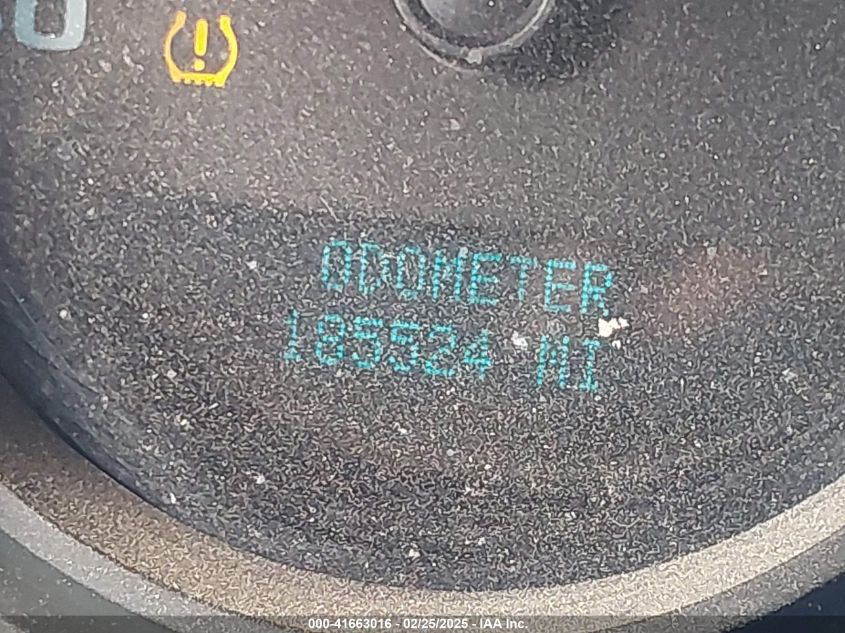 ODOMETER
185524 MI
000-41663016 - 02/25/2025 - IAA Inc.